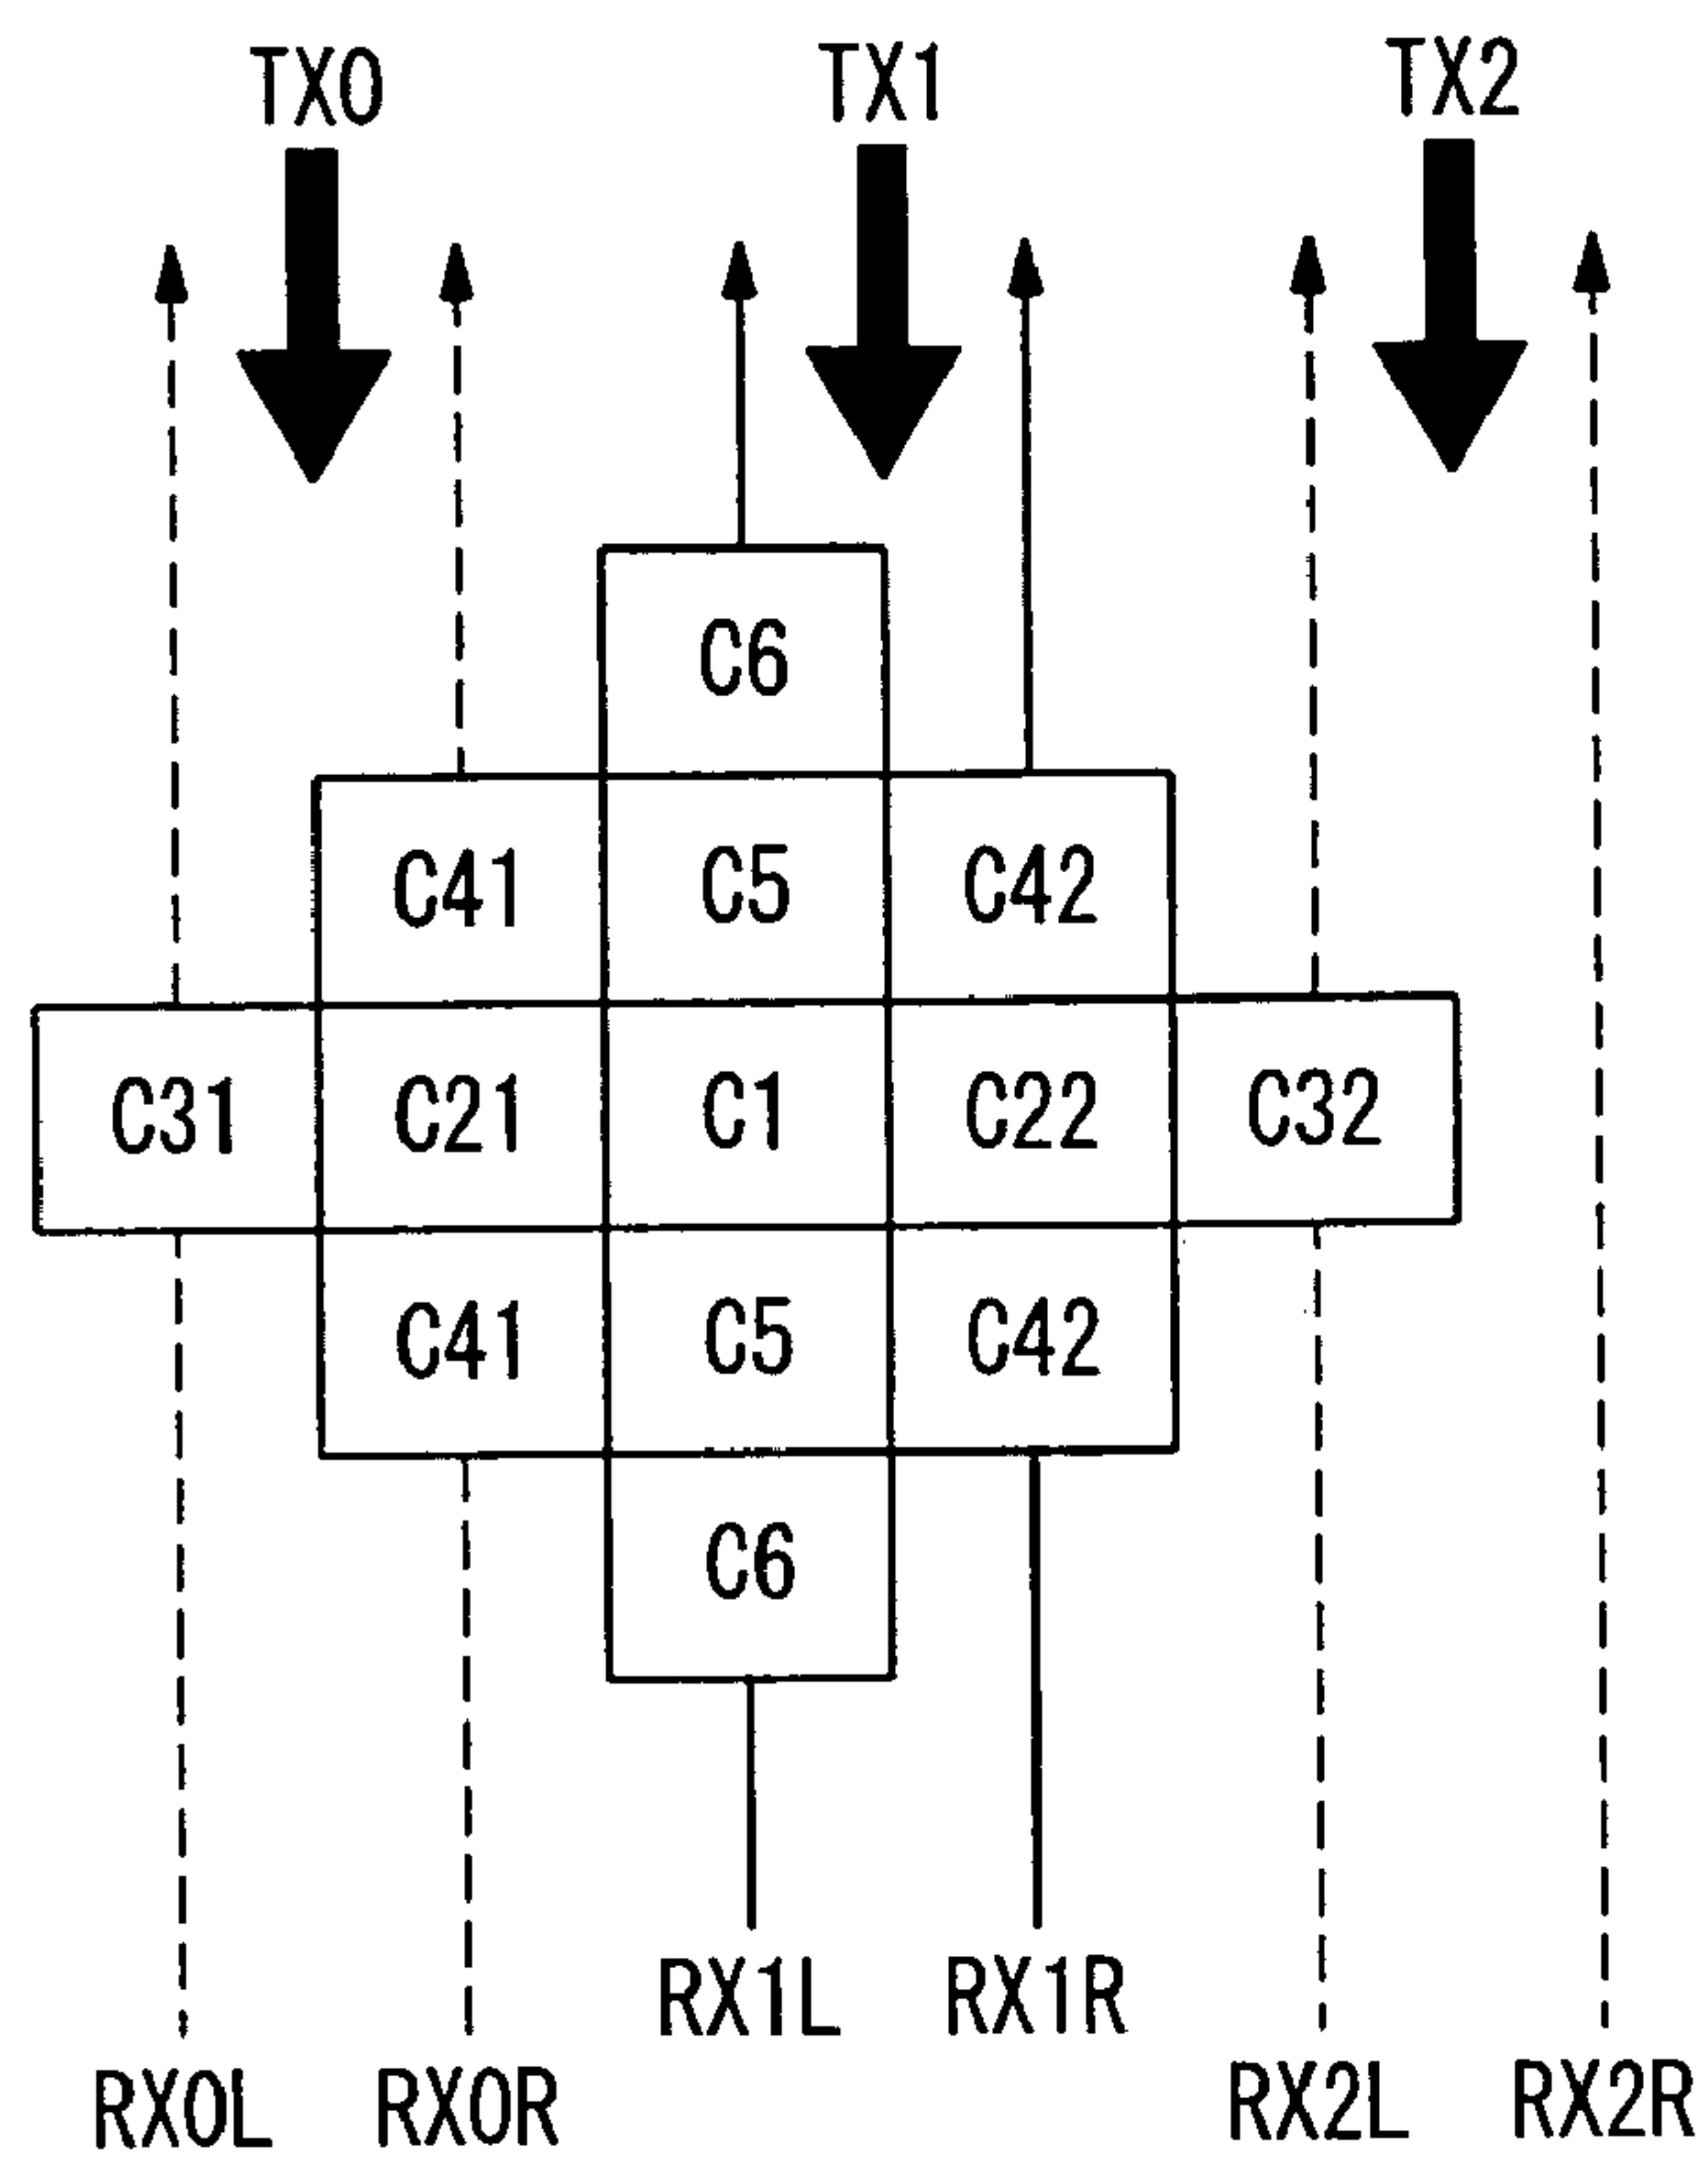 TX0 TX1 TX2
C6
C41 C5 C42
C31 C21 C1 C22 C32
C41 C5 C42
C6
RX1L RX1R
RX0L RX0R RX2L RX2R